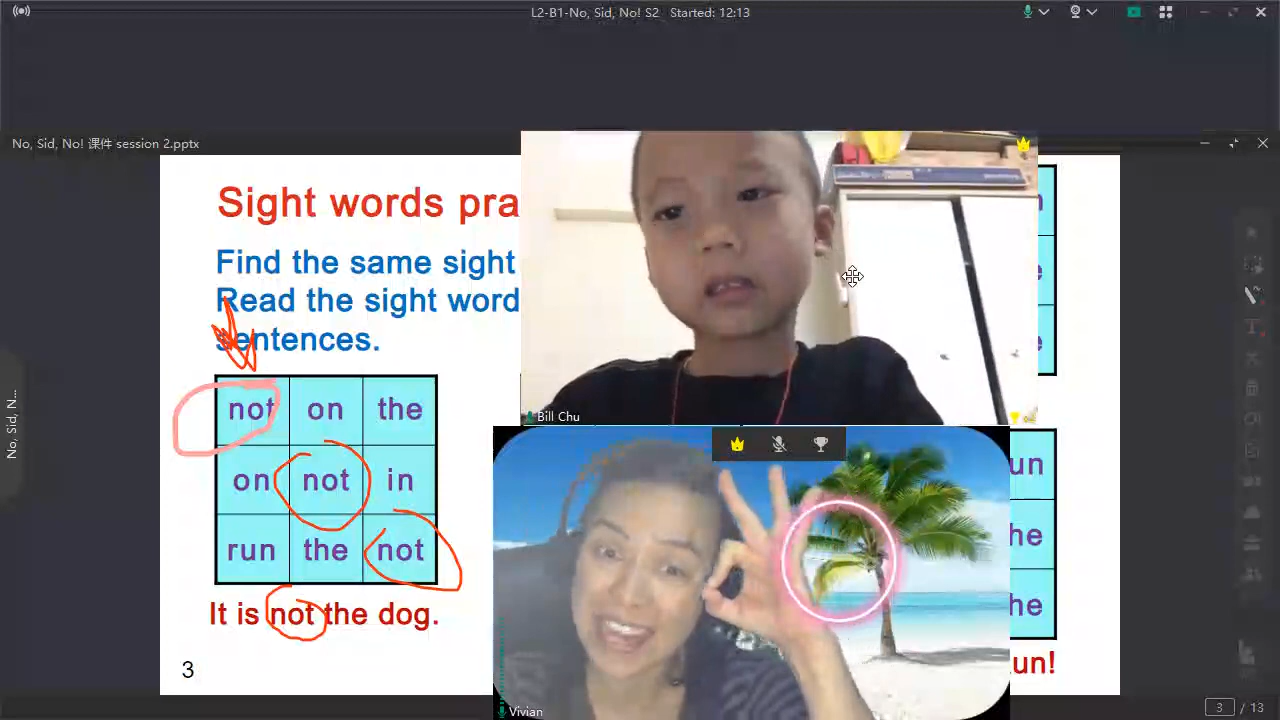 L2-B1-No, Sid, No! S2 Started: 12:13
No, Sid, No! 课件 session 2.pptx
Sight words pra
Find the same sight
Read the sight word
sentences.
not on the
on not in
run the not
It is not the dog.
3
Bill Chu
Vivian
un
he
he
un!
No, Sid, N...
3 / 13